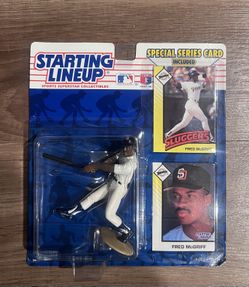 STARTING
LINEUP
SPORTS SUPERSTAR COLLECTIBLES
SPECIAL SERIES CARD
INCLUDED
SLUGGERS
FRED McGRIFF
FRED McGRIFF